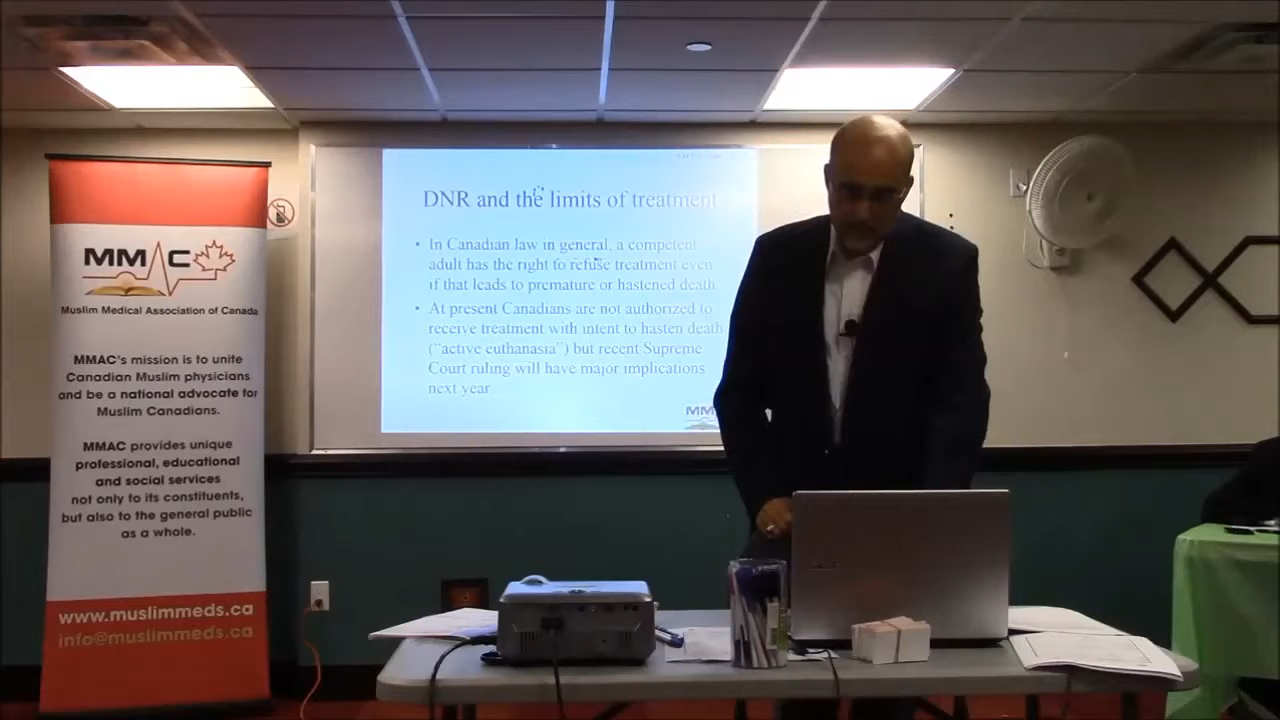 MMAC
Muslim Medical Association of Canada
MMAC's mission is to unite
Canadian Muslim physicians
and be a national advocate for
Muslim Canadians.
MMAC provides unique
professional, educational
and social services
not only to its constituents,
but also to the general public
as a whole.
www.muslimmeds.ca
info@muslimmeds.ca
DNR and the limits of treatment
• In Canadian law in general, a competent
adult has the right to refuse treatment even
if that leads to premature or hastened death
• At present Canadians are not authorized to
receive treatment with intent to hasten death
("active euthanasia") but recent Supreme
Court ruling will have major implications
next year
MM
acer